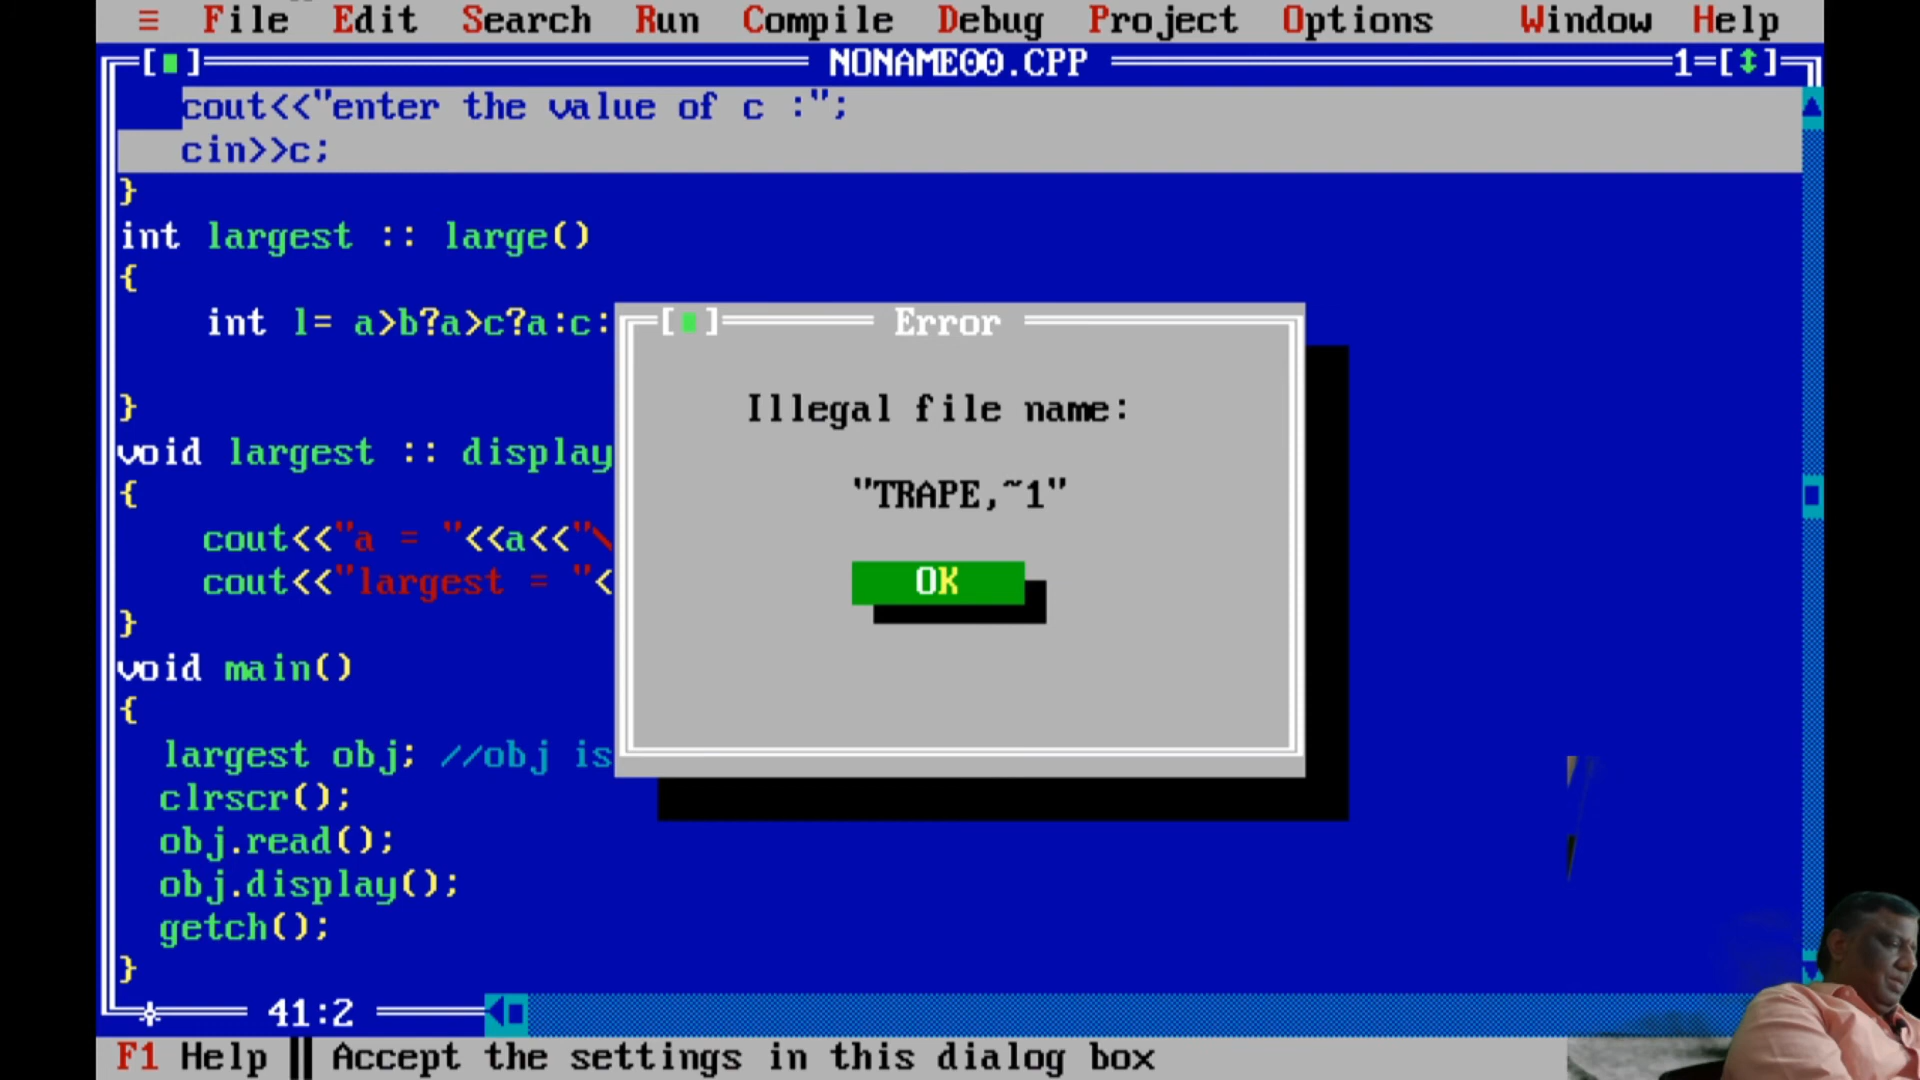 ≡ File Edit Search Run Compile Debug Project Options Window Help
[■] NONAME00.CPP 1=[↕]
cout<<"enter the value of c :";
cin>>c;
}
int largest :: large()
{
int l= a>b?a>c?a:c:
}
void largest :: display
{
cout<<"a = "<<a<<"\
cout<<"largest = "<
}
void main()
{
largest obj; //obj is
clrscr();
obj.read();
obj.display();
getch();
}
[■] Error
Illegal file name:
"TRAPE,~1"
OK
41:2
F1 Help Accept the settings in this dialog box